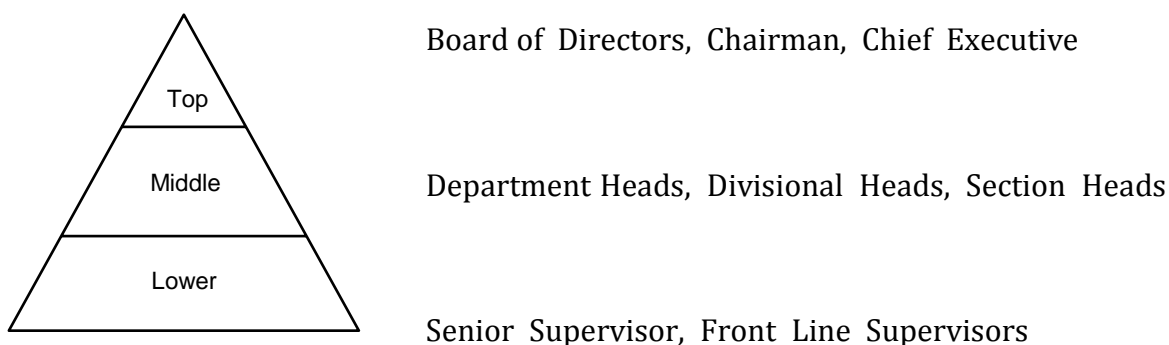 Board of Directors, Chairman, Chief Executive
Top
Middle
Department Heads, Divisional Heads, Section Heads
Lower
Senior Supervisor, Front Line Supervisors